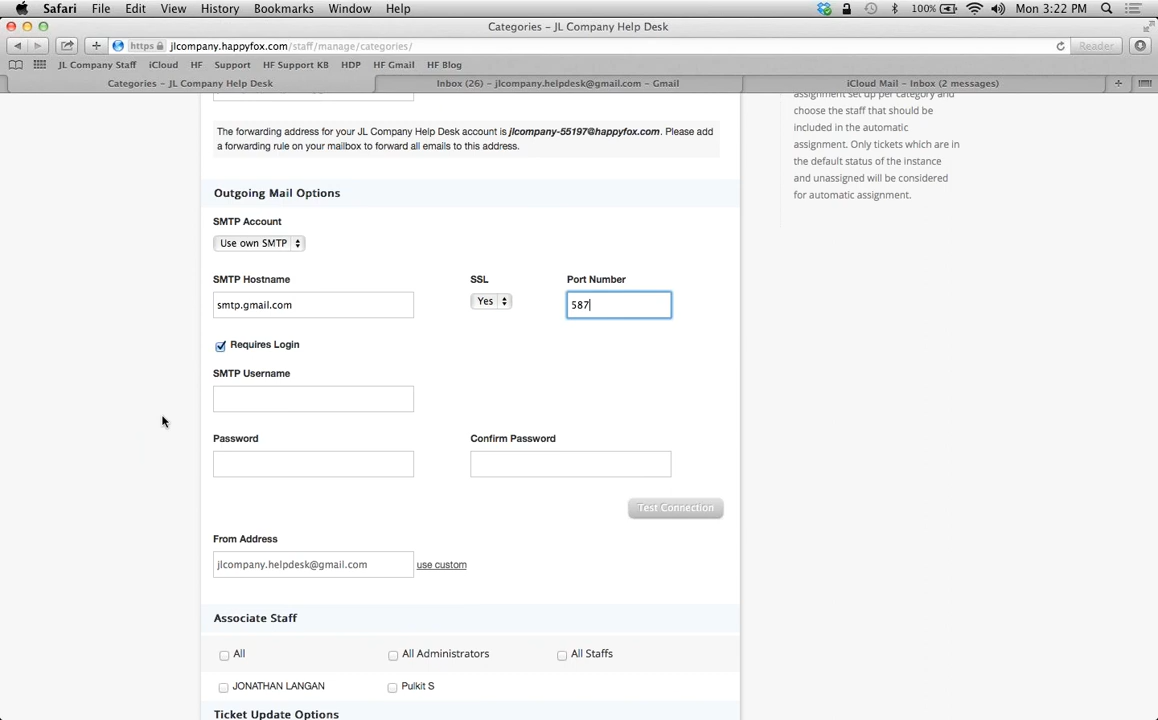 Safari File Edit View History Bookmarks Window Help 100% Mon 3:22 PM
Categories – JL Company Help Desk
https jlcompany.happyfox.com/staff/manage/categories/ Reader
JL Company Staff iCloud HF Support HF Support KB HDP HF Gmail HF Blog
Categories – JL Company Help Desk Inbox (26) – jlcompany.helpdesk@gmail.com – Gmail iCloud Mail – Inbox (2 messages)
assignment set up per category and
choose the staff that should be
included in the automatic
assignment. Only tickets which are in
the default status of the instance
and unassigned will be considered
for automatic assignment.
The forwarding address for your JL Company Help Desk account is jlcompany-55197@happyfox.com. Please add
a forwarding rule on your mailbox to forward all emails to this address.
Outgoing Mail Options
SMTP Account
Use own SMTP
SMTP Hostname SSL Port Number
smtp.gmail.com Yes 587
Requires Login
SMTP Username
Password Confirm Password
Test Connection
From Address
jlcompany.helpdesk@gmail.com use custom
Associate Staff
All All Administrators All Staffs
JONATHAN LANGAN Pulkit S
Ticket Update Options